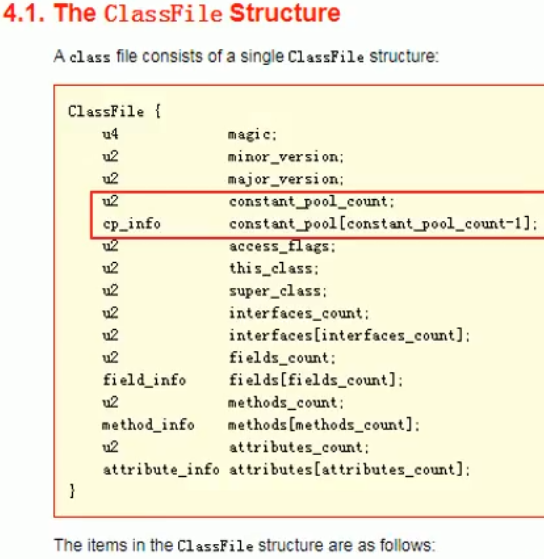 4.1. The ClassFile Structure
A class file consists of a single ClassFile structure:
ClassFile {
u4 magic;
u2 minor_version;
u2 major_version;
u2 constant_pool_count;
cp_info constant_pool[constant_pool_count-1];
u2 access_flags;
u2 this_class;
u2 super_class;
u2 interfaces_count;
u2 interfaces[interfaces_count];
u2 fields_count;
field_info fields[fields_count];
u2 methods_count;
method_info methods[methods_count];
u2 attributes_count;
attribute_info attributes[attributes_count];
}
The items in the ClassFile structure are as follows: